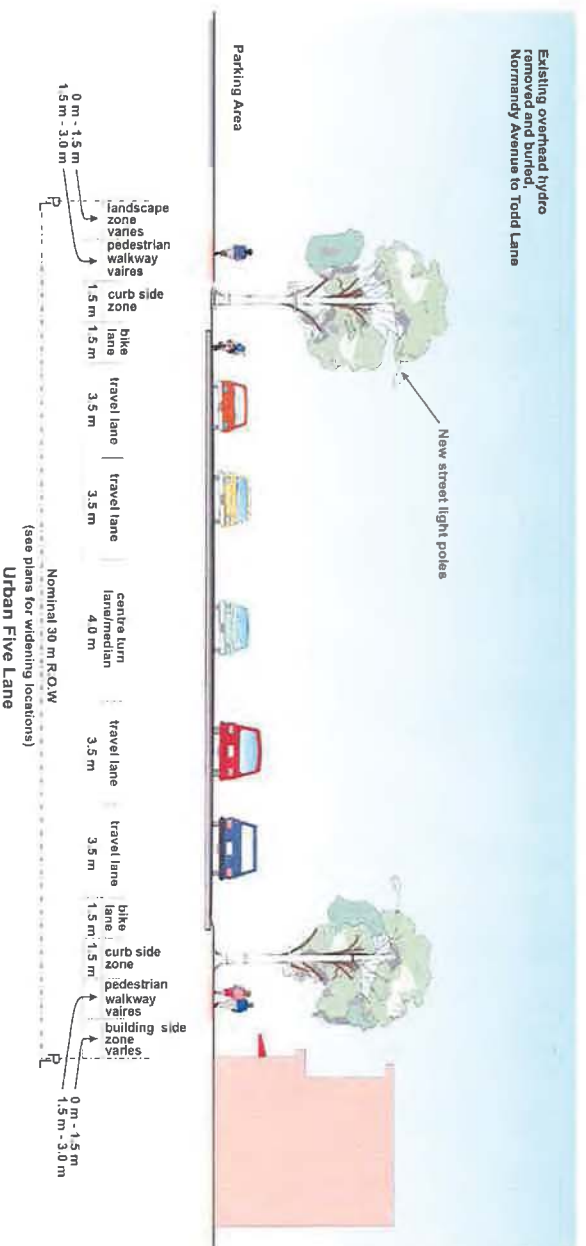 Existing overhead hydro
removed and buried,
Normandy Avenue to Todd Lane
New street light poles
Parking Area
landscape
zone
varies
pedestrian
walkway
vaires
curb side
zone
1.5 m
bike
lane
1.5 m
travel lane
3.5 m
travel lane
3.5 m
centre turn
lane/median
4.0 m
travel lane
3.5 m
travel lane
3.5 m
bike
lane
1.5 m
curb side
zone
1.5 m
pedestrian
walkway
vaires
building side
zone
varies
0 m - 1.5 m
1.5 m - 3.0 m
0 m - 1.5 m
1.5 m - 3.0 m
PL
PL
Nominal 30 m R.O.W
(see plans for widening locations)
Urban Five Lane